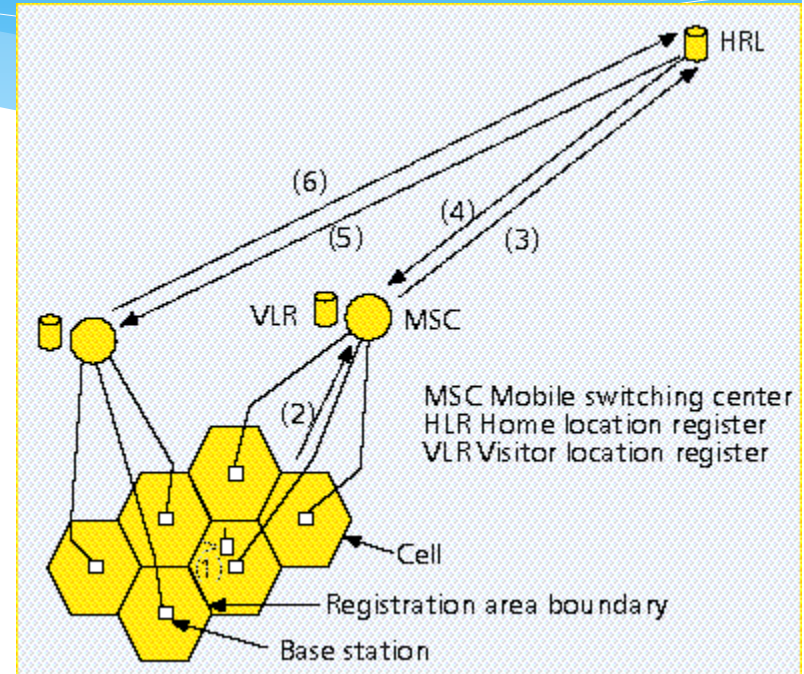 HRL
(6)
(4)
(5)
(3)
VLR
MSC
(2)
MSC Mobile switching center
HLR Home location register
VLR Visitor location register
(1)
Cell
Registration area boundary
Base station